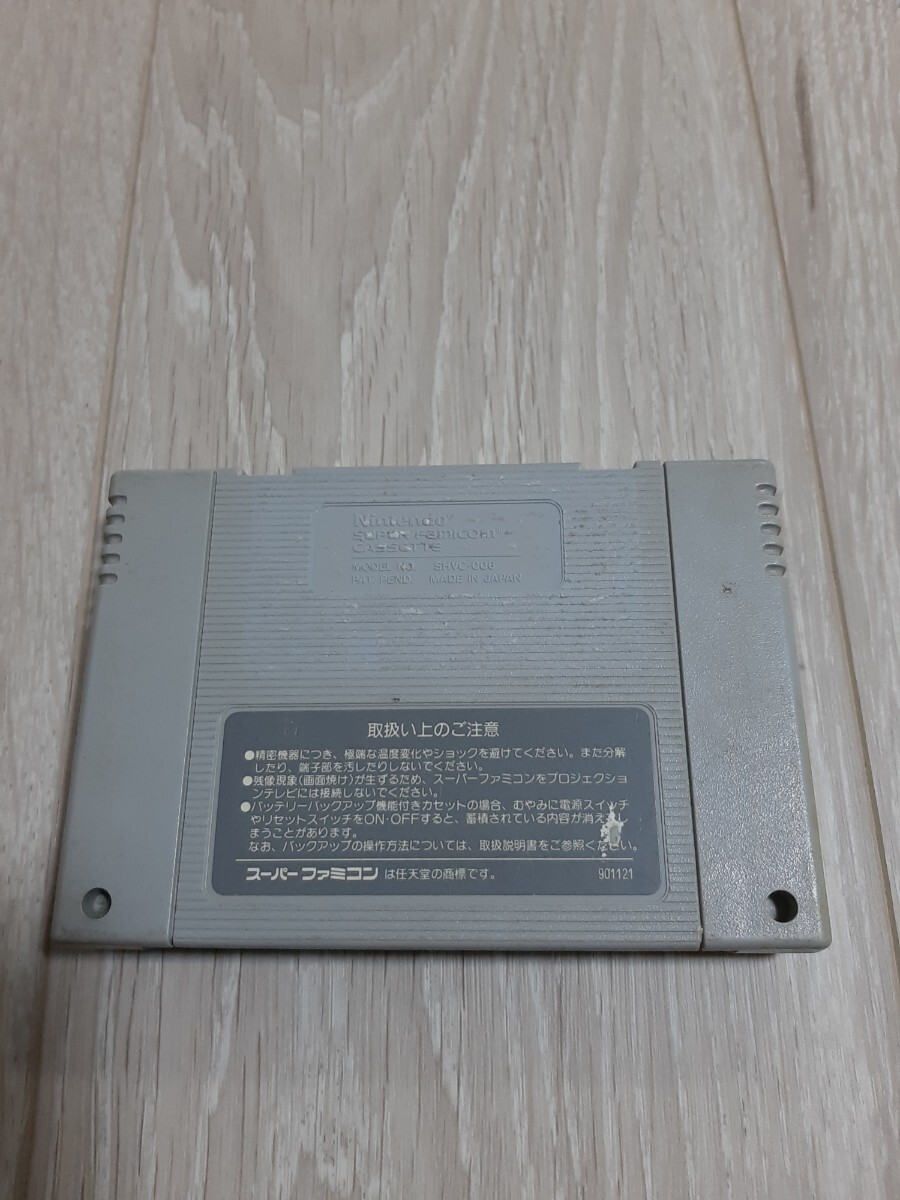 Nintendo
SUPER FAMICOM
CASSETTE
MODEL NO. SHVC-006
PAT. PEND. MADE IN JAPAN
取扱い上のご注意
●精密機器につき、極端な温度変化やショックを避けてください。また分解
したり、端子部を汚したりしないでください。
●残像現象(画面焼け)が生ずるため、スーパーファミコンをプロジェクショ
ンテレビには接続しないでください。
●バッテリーバックアップ機能付きカセットの場合、むやみに電源スイッチ
やリセットスイッチをON・OFFすると、蓄積されている内容が消えてし
まうことがあります。
なお、バックアップの操作方法については、取扱説明書をご参照ください。
スーパーファミコンは任天堂の商標です。 901121